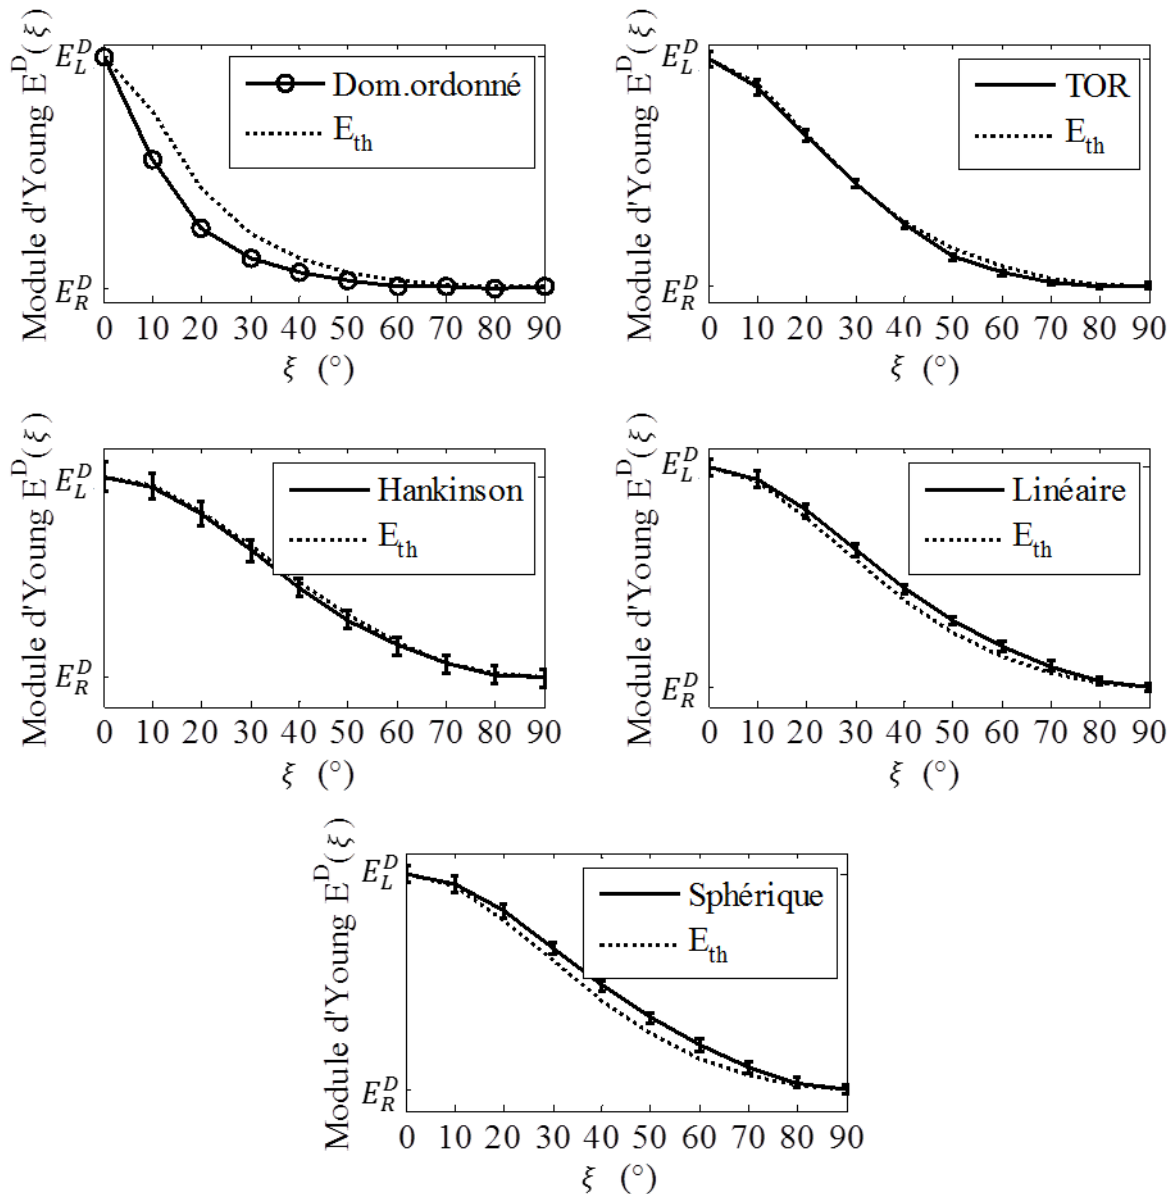 Module d'Young E^D(ξ)
E_L^D
E_R^D
Dom.ordonné
E_th
0 10 20 30 40 50 60 70 80 90
ξ (°)
Module d'Young E^D(ξ)
E_L^D
E_R^D
TOR
E_th
0 10 20 30 40 50 60 70 80 90
ξ (°)
Module d'Young E^D(ξ)
E_L^D
E_R^D
Hankinson
E_th
0 10 20 30 40 50 60 70 80 90
ξ (°)
Module d'Young E^D(ξ)
E_L^D
E_R^D
Linéaire
E_th
0 10 20 30 40 50 60 70 80 90
ξ (°)
Module d'Young E^D(ξ)
E_L^D
E_R^D
Sphérique
E_th
0 10 20 30 40 50 60 70 80 90
ξ (°)